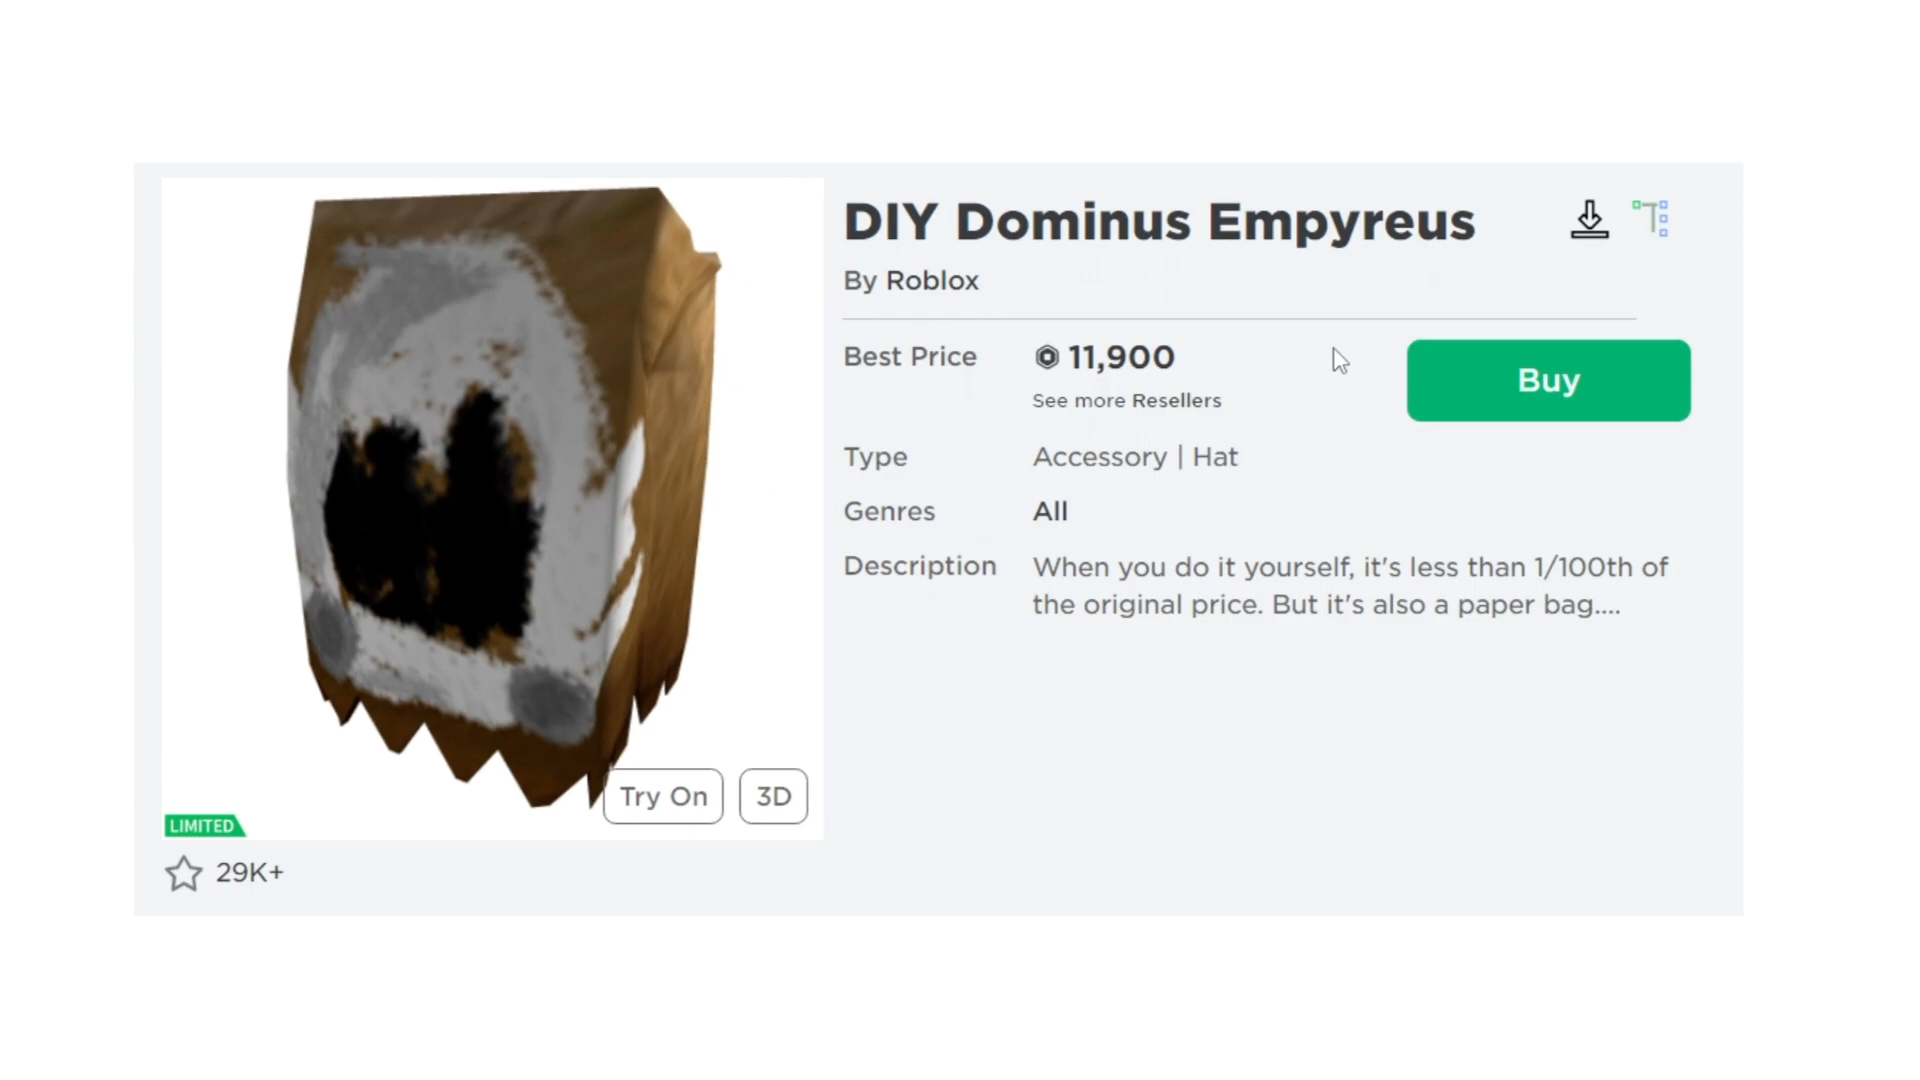 DIY Dominus Empyreus
By Roblox
Best Price 11,900
See more Resellers
Buy
Type Accessory | Hat
Genres All
Description When you do it yourself, it's less than 1/100th of
the original price. But it's also a paper bag....
Try On 3D
LIMITED
29K+